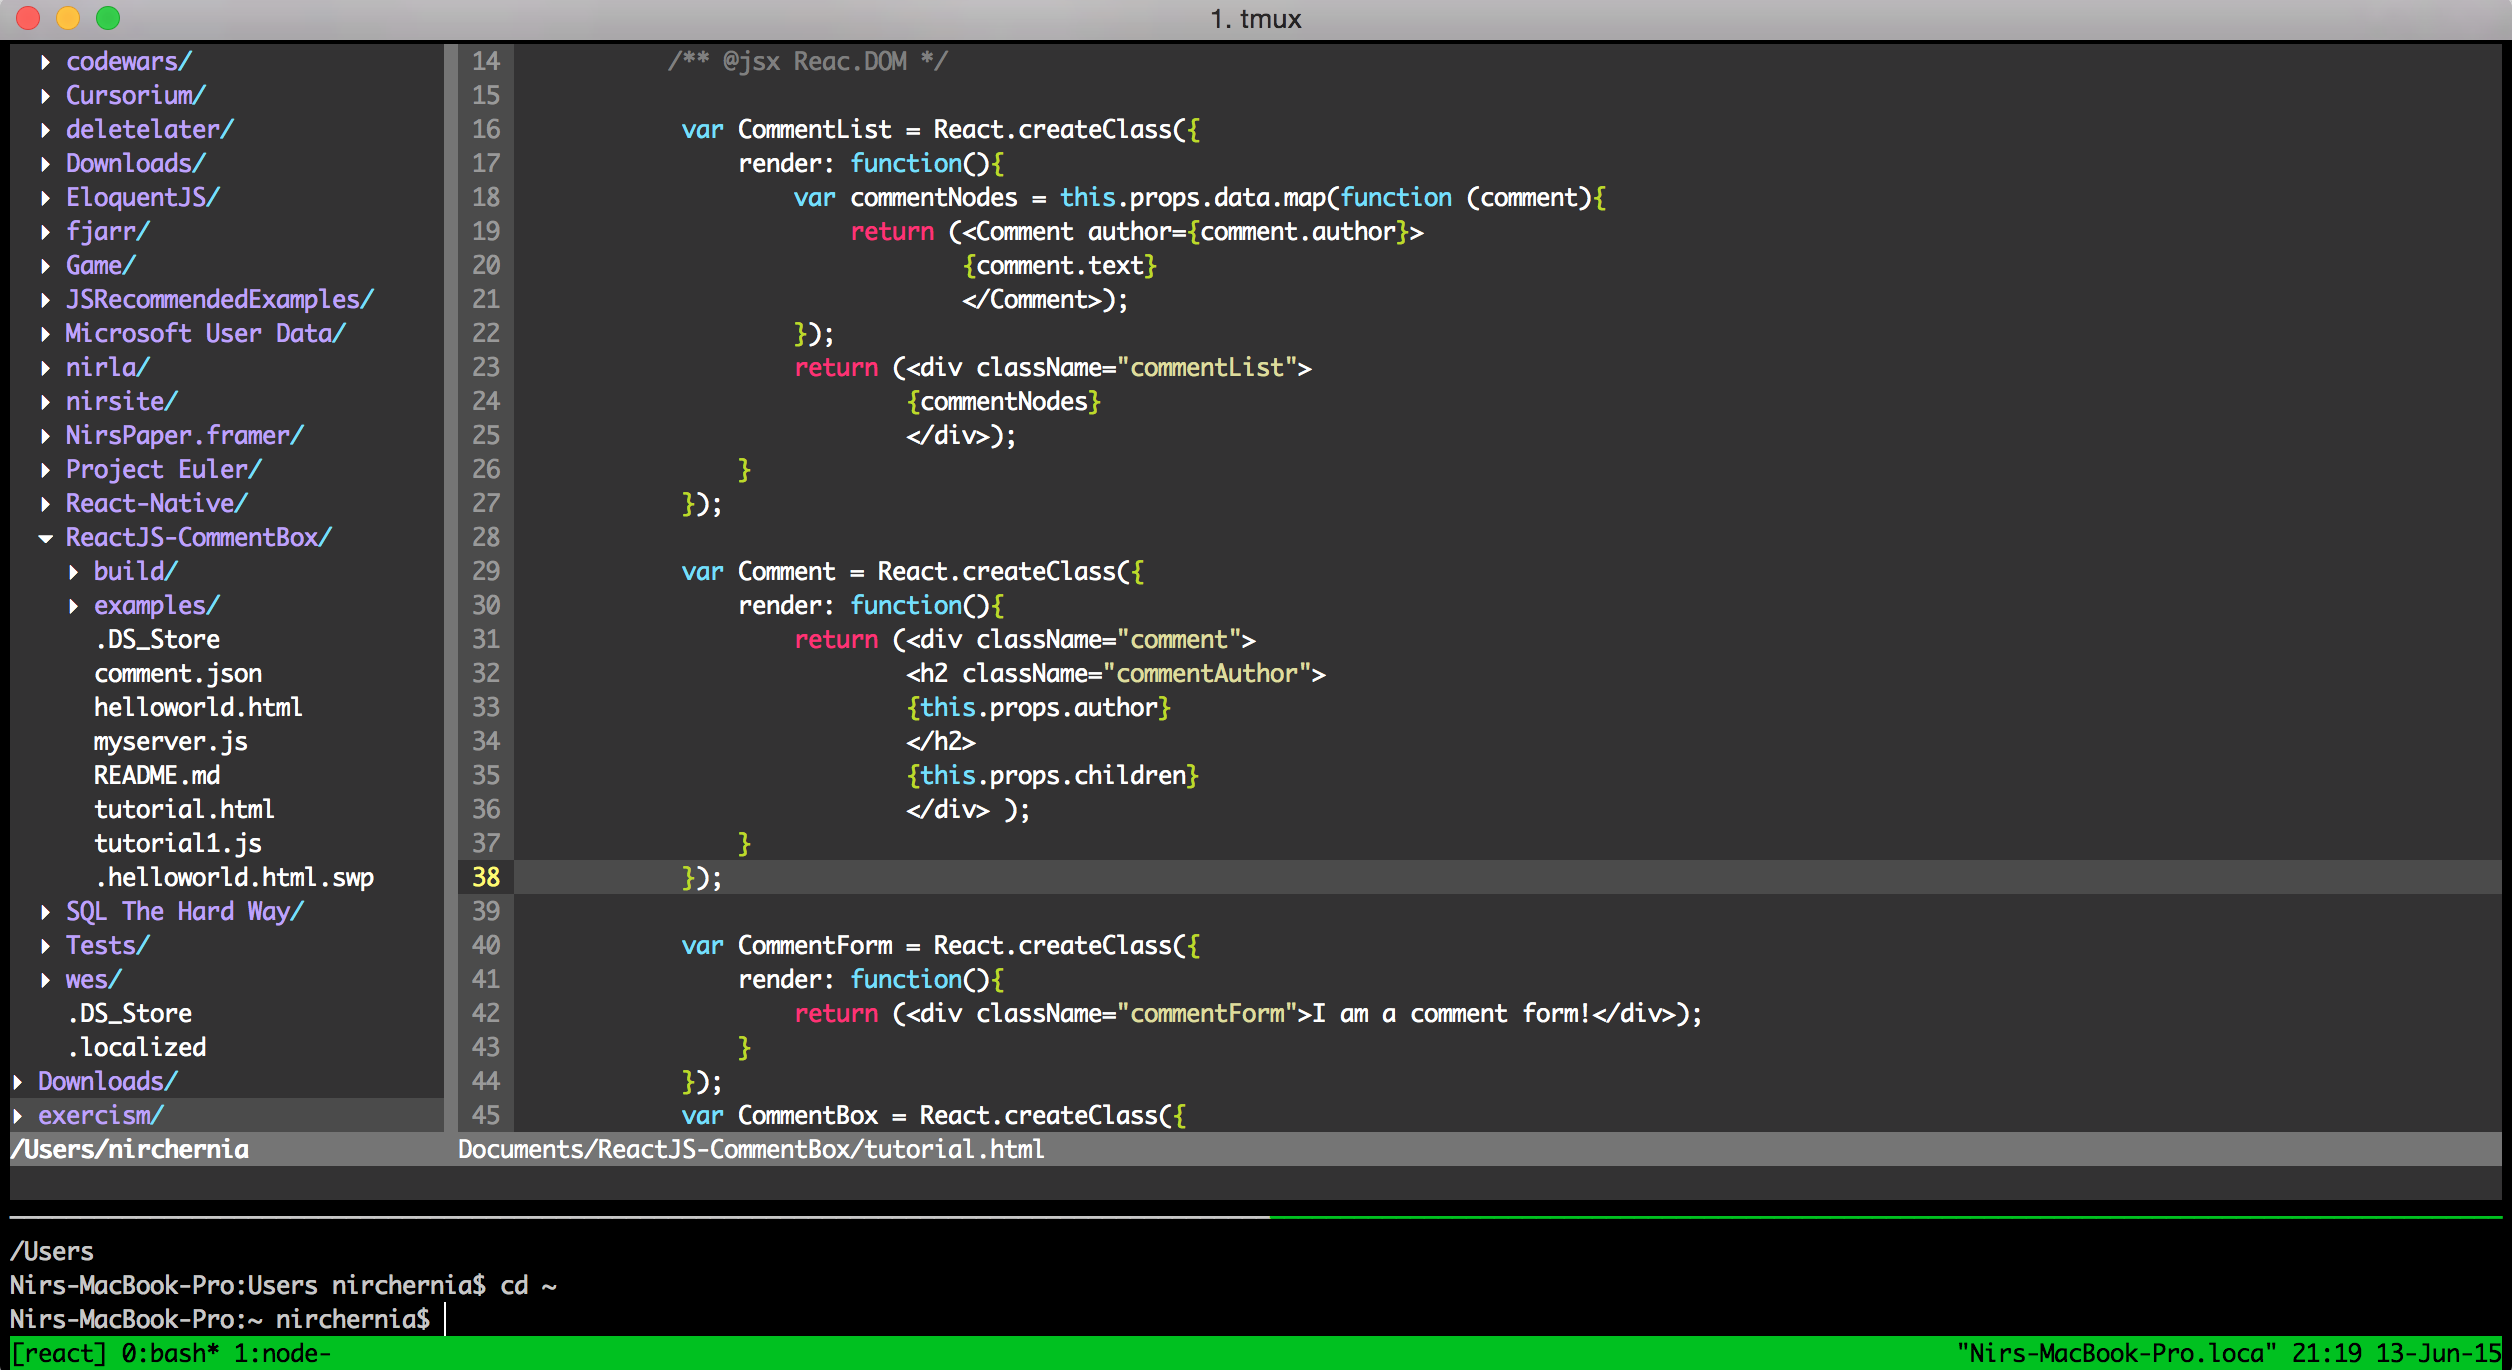 1. tmux
▸ codewars/
▸ Cursorium/
▸ deletelater/
▸ Downloads/
▸ EloquentJS/
▸ fjarr/
▸ Game/
▸ JSRecommendedExamples/
▸ Microsoft User Data/
▸ nirla/
▸ nirsite/
▸ NirsPaper.framer/
▸ Project Euler/
▸ React-Native/
▾ ReactJS-CommentBox/
▸ build/
▸ examples/
.DS_Store
comment.json
helloworld.html
myserver.js
README.md
tutorial.html
tutorial1.js
.helloworld.html.swp
▸ SQL The Hard Way/
▸ Tests/
▸ wes/
.DS_Store
.localized
▸ Downloads/
▸ exercism/
/Users/nirchernia
14 /** @jsx Reac.DOM */
15
16 var CommentList = React.createClass({
17 render: function(){
18 var commentNodes = this.props.data.map(function (comment){
19 return (<Comment author={comment.author}>
20 {comment.text}
21 </Comment>);
22 });
23 return (<div className="commentList">
24 {commentNodes}
25 </div>);
26 }
27 });
28
29 var Comment = React.createClass({
30 render: function(){
31 return (<div className="comment">
32 <h2 className="commentAuthor">
33 {this.props.author}
34 </h2>
35 {this.props.children}
36 </div> );
37 }
38 });
39
40 var CommentForm = React.createClass({
41 render: function(){
42 return (<div className="commentForm">I am a comment form!</div>);
43 }
44 });
45 var CommentBox = React.createClass({
Documents/ReactJS-CommentBox/tutorial.html
/Users
Nirs-MacBook-Pro:Users nirchernia$ cd ~
Nirs-MacBook-Pro:~ nirchernia$
[react] 0:bash* 1:node- "Nirs-MacBook-Pro.loca" 21:19 13-Jun-15